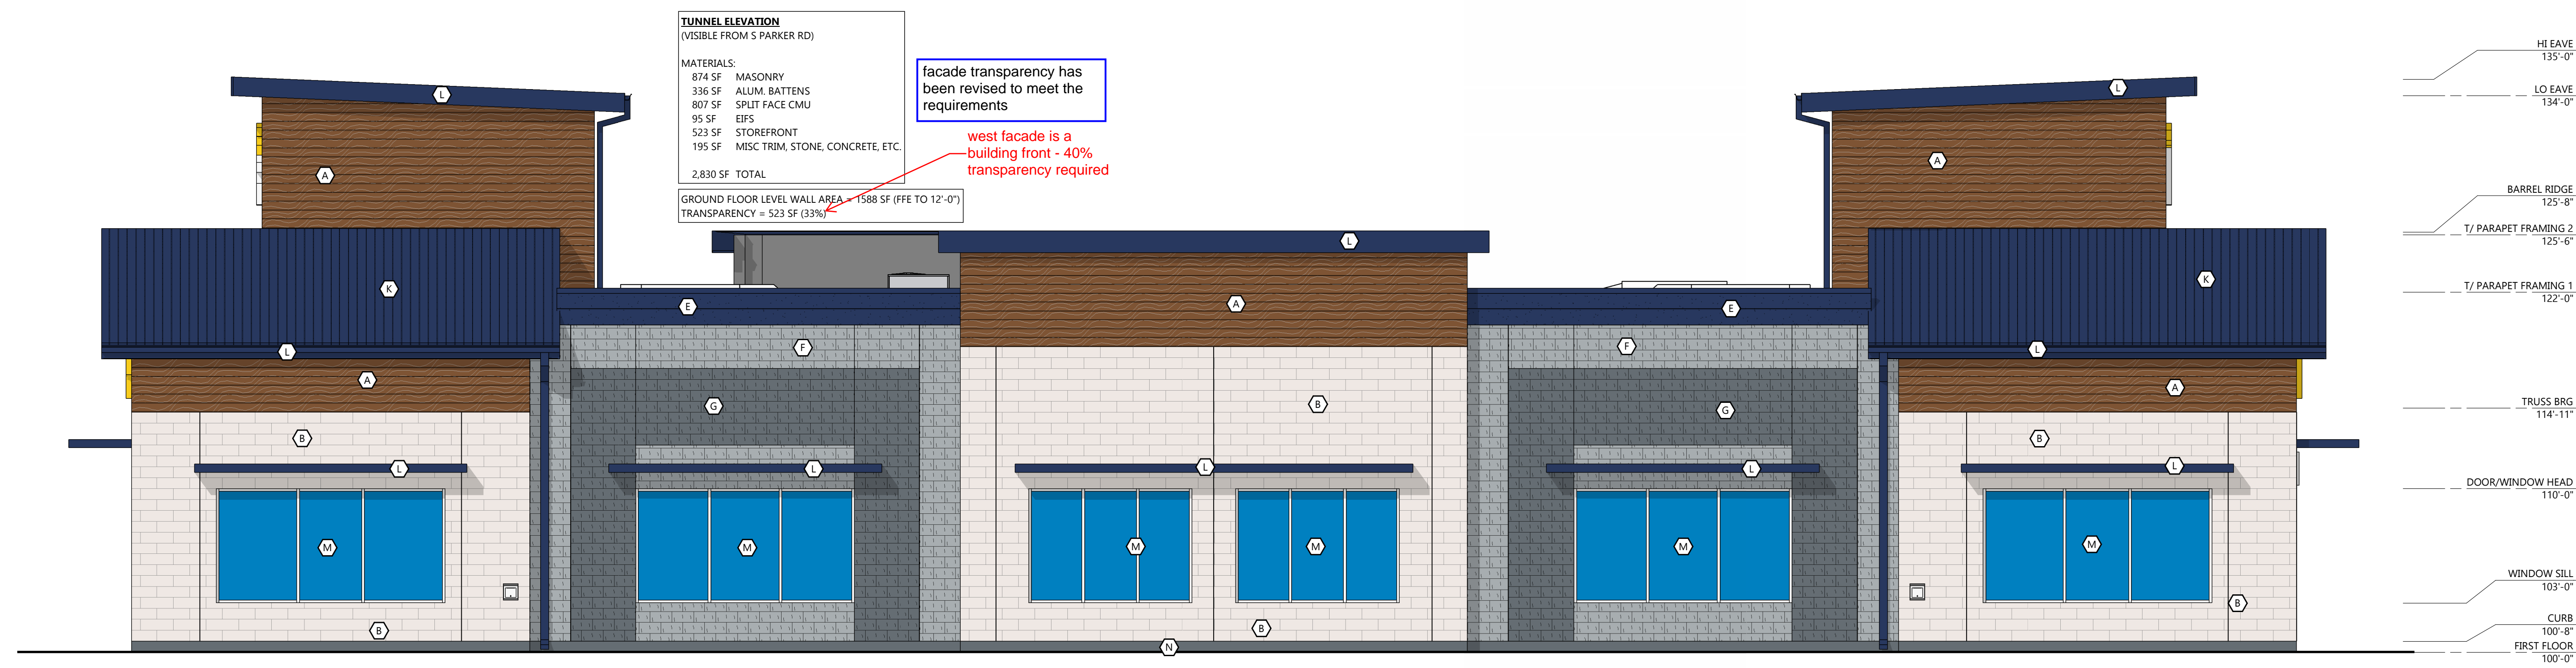 TUNNEL ELEVATION
(VISIBLE FROM S PARKER RD)
MATERIALS:
874 SF MASONRY
336 SF ALUM. BATTENS
807 SF SPLIT FACE CMU
95 SF EIFS
523 SF STOREFRONT
195 SF MISC TRIM, STONE, CONCRETE, ETC.
2,830 SF TOTAL
GROUND FLOOR LEVEL WALL AREA = 1588 SF (FFE TO 12'-0")
TRANSPARENCY = 523 SF (33%)
facade transparency has
been revised to meet the
requirements
west facade is a
building front - 40%
transparency required
HI EAVE
135'-0"
LO EAVE
134'-0"
BARREL RIDGE
125'-8"
T/ PARAPET FRAMING 2
125'-6"
T/ PARAPET FRAMING 1
122'-0"
TRUSS BRG
114'-11"
DOOR/WINDOW HEAD
110'-0"
WINDOW SILL
103'-0"
CURB
100'-8"
FIRST FLOOR
100'-0"
L
L
A
A
L
K
K
E
A
E
L
F
F
L
A
A
G
B
G
B
B
L
L
L
L
L
M
M
M
M
M
M
B
B
B
N